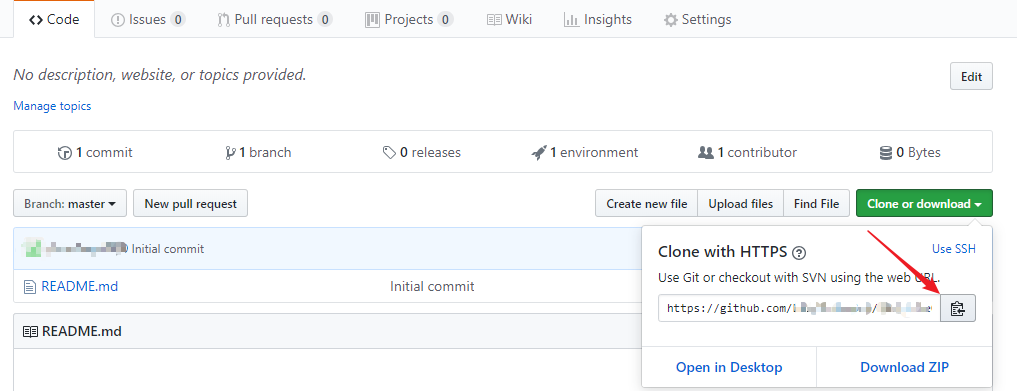 Code Issues 0 Pull requests 0 Projects 0 Wiki Insights Settings
No description, website, or topics provided. Edit
Manage topics
1 commit 1 branch 0 releases 1 environment 1 contributor 0 Bytes
Branch: master New pull request Create new file Upload files Find File Clone or download
Initial commit
Clone with HTTPS Use SSH
Use Git or checkout with SVN using the web URL.
README.md Initial commit
https://github.com/
README.md
Open in Desktop Download ZIP